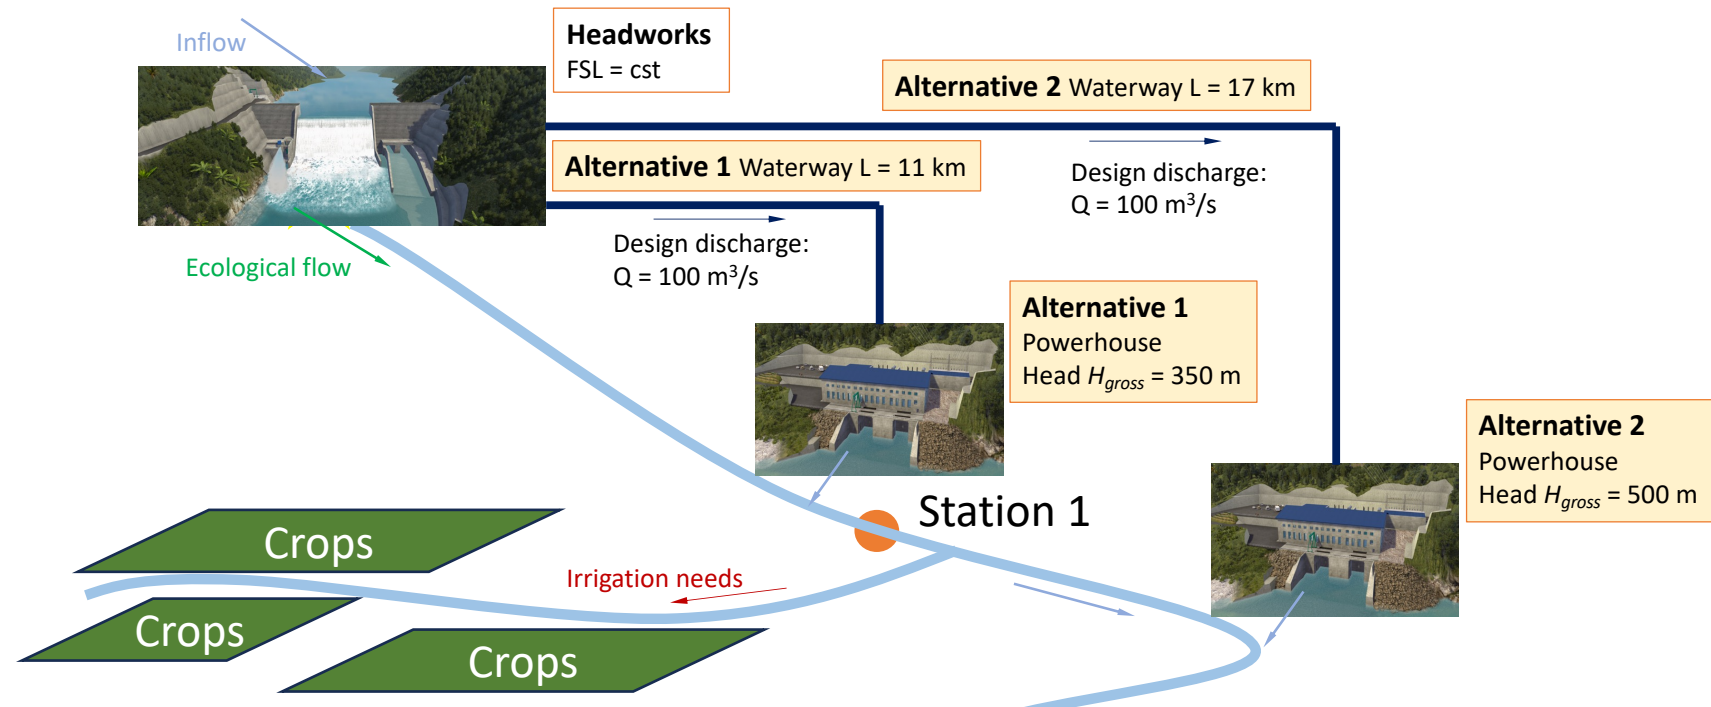 Inflow
Headworks
FSL = cst
Alternative 2 Waterway L = 17 km
Alternative 1 Waterway L = 11 km
Design discharge:
Q = 100 m³/s
Design discharge:
Q = 100 m³/s
Ecological flow
Alternative 1
Powerhouse
Head H_gross = 350 m
Alternative 2
Powerhouse
Head H_gross = 500 m
Station 1
Crops
Irrigation needs
Crops
Crops